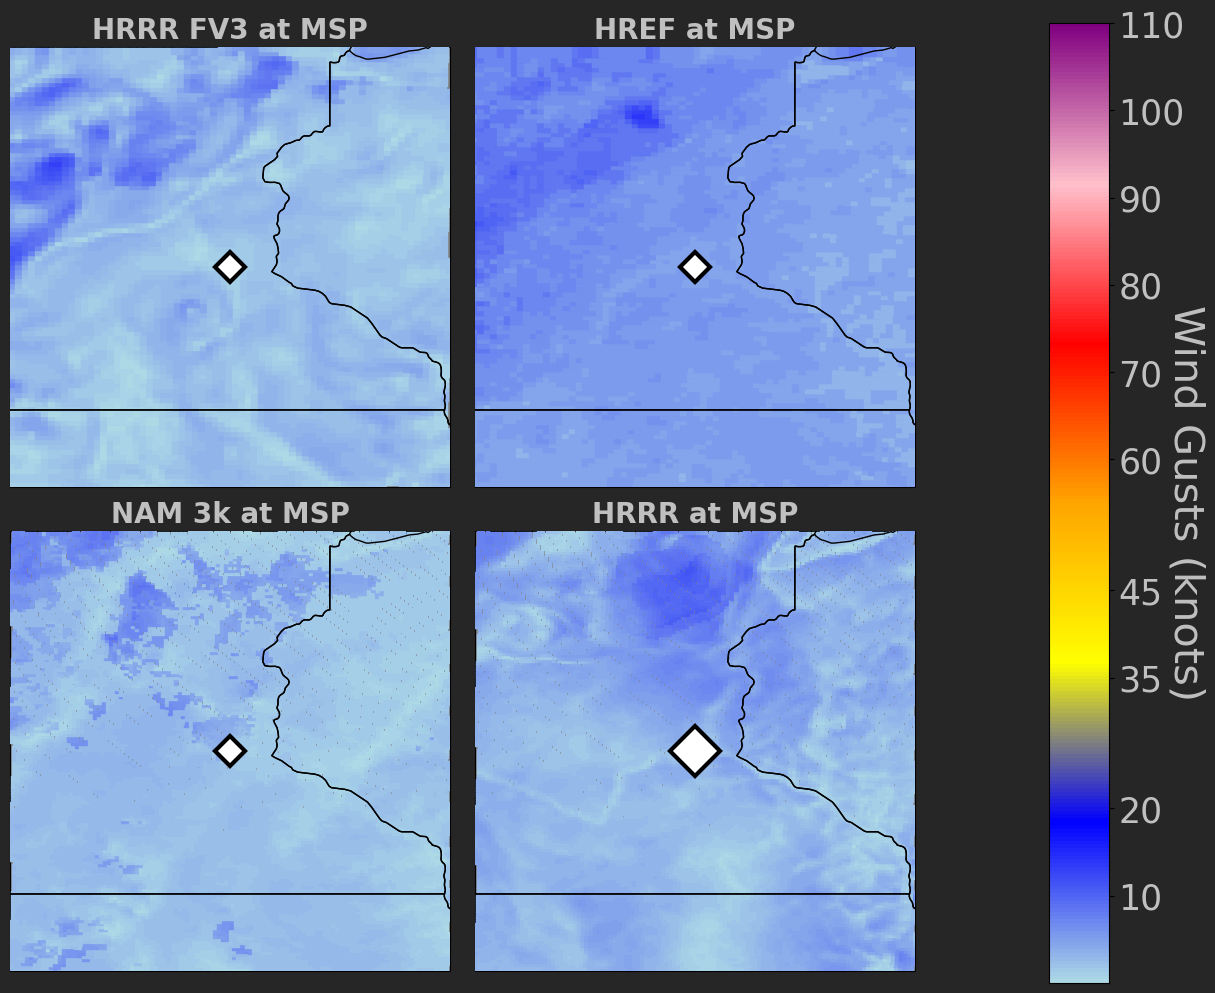 HRRR FV3 at MSP
HREF at MSP
NAM 3k at MSP
HRRR at MSP
110
100
90
80
70
60
45
35
20
10
Wind Gusts (knots)